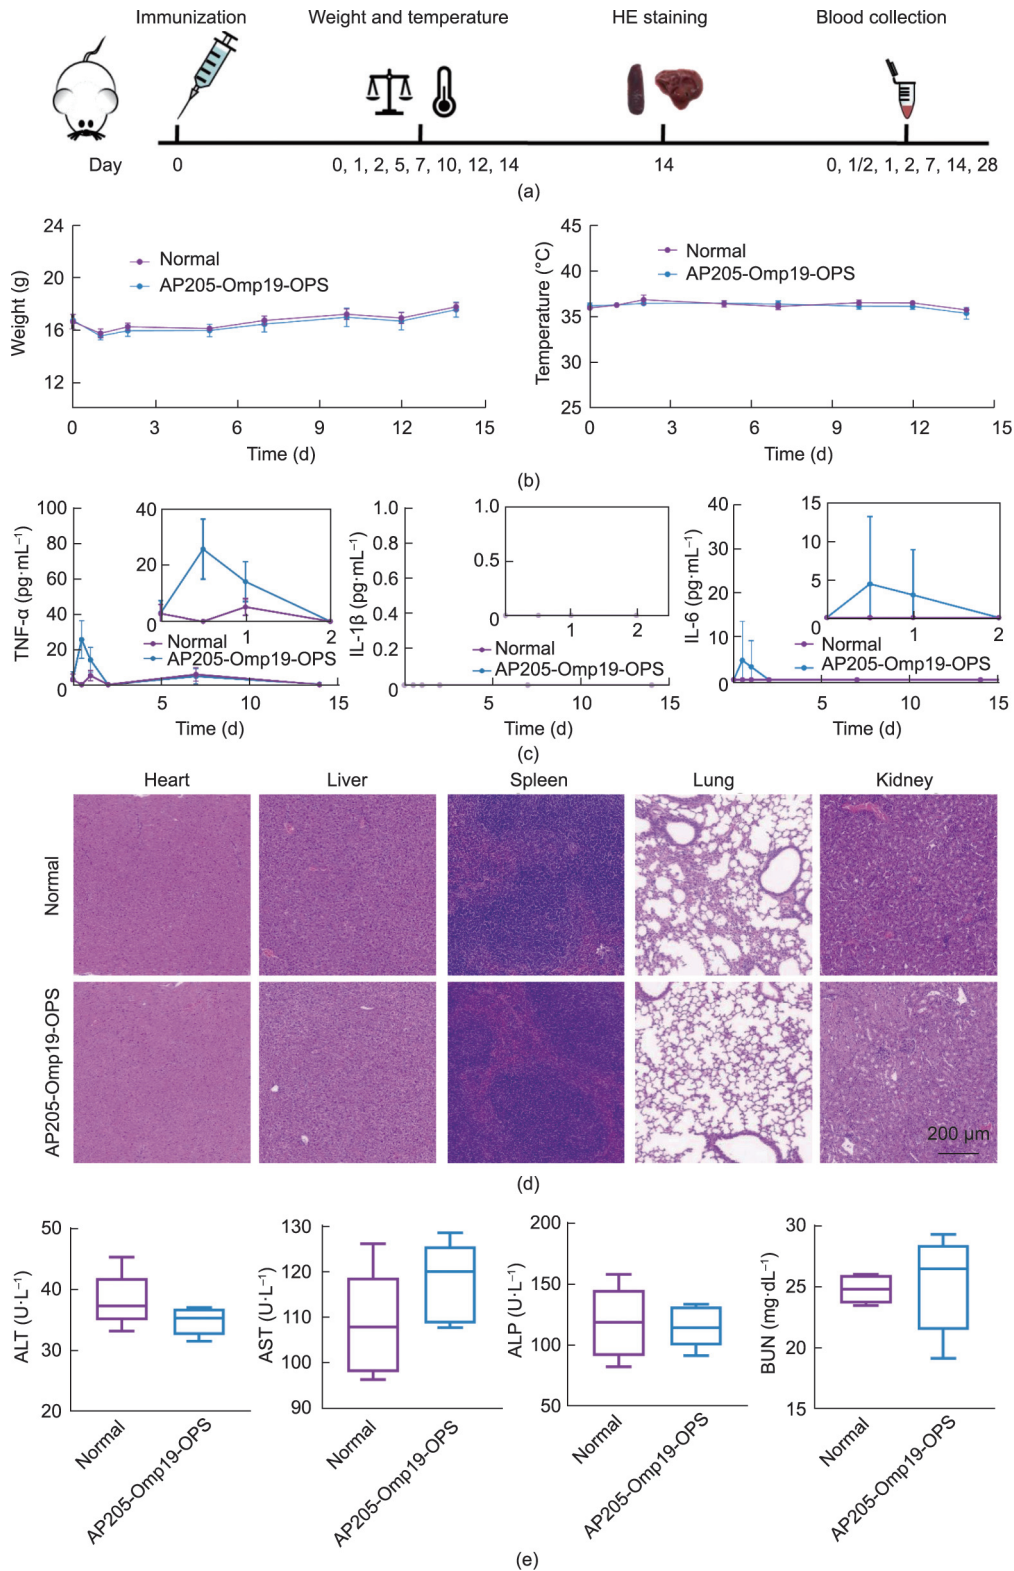 Immunization Weight and temperature HE staining Blood collection
Day 0 0, 1, 2, 5, 7, 10, 12, 14 14 0, 1/2, 1, 2, 7, 14, 28
(a)
Weight (g)
24
20
16
12
0 3 6 9 12 15
Time (d)
Normal
AP205-Omp19-OPS
Temperature (°C)
45
40
35
30
25
0 3 6 9 12 15
Time (d)
Normal
AP205-Omp19-OPS
(b)
TNF-α (pg·mL⁻¹)
100
80
60
40
20
0
5 10 15
Time (d)
40
20
0
1 2
Normal
AP205-Omp19-OPS
IL-1β (pg·mL⁻¹)
1.0
0.8
0.6
0.4
0.2
0
5 10 15
Time (d)
1.0
0.5
0
1 2
Normal
AP205-Omp19-OPS
IL-6 (pg·mL⁻¹)
40
30
20
10
0
5 10 15
Time (d)
15
10
5
0
1 2
Normal
AP205-Omp19-OPS
(c)
Heart Liver Spleen Lung Kidney
Normal
AP205-Omp19-OPS
200 μm
(d)
ALT (U·L⁻¹)
50
40
30
20
Normal
AP205-Omp19-OPS
AST (U·L⁻¹)
130
120
110
100
90
Normal
AP205-Omp19-OPS
ALP (U·L⁻¹)
200
150
100
50
Normal
AP205-Omp19-OPS
BUN (mg·dL⁻¹)
30
25
20
15
Normal
AP205-Omp19-OPS
(e)